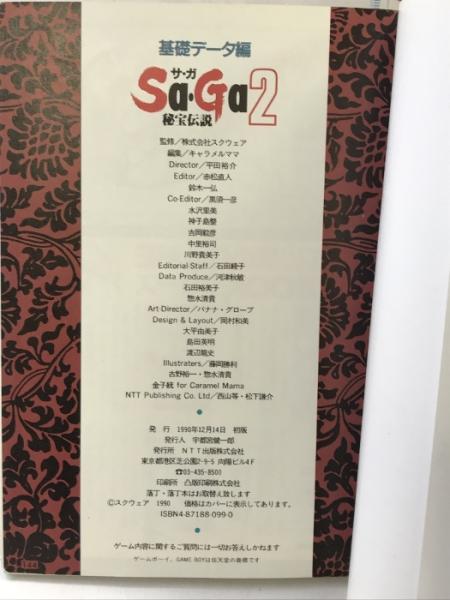 基礎データ編
サ・ガ
Sa・Ga2
秘宝伝説
監修/株式会社スクウェア
編集/キャラメルママ
Director/平田裕介
Editor/赤松直人
鈴木一弘
Co-Editor/黒須一彦
水沢里美
神子島整
吉岡毅彦
中里裕司
川野貴美子
Editorial-Staff/石田綾子
Data Produce/河津秋敏
石田裕美子
惣水清貴
Art-Director/バナナ・グローブ
Design & Layout/岡村和美
大平由美子
島田英明
渡辺龍史
Illustraters/藤岡勝利
古野裕一・惣水清貴
金子統 for Caramel Mama
NTT Publishing Co. Ltd/西山等・松下謙介
発 行 1990年12月14日 初版
発行人 宇都宮健一郎
発行所 NTT出版株式会社
東京都港区芝公園2-9-5 向陽ビル4F
☎03-435-8503
印刷所 凸版印刷株式会社
落丁・落丁本はお取替え致します
©スクウェア 1990 価格はカバーに表示してあります。
ISBN4-87188-099-0
ゲーム内容に関するご質問には一切お答えしかねます
ゲームボーイ、GAME BOYは任天堂の商標です
144